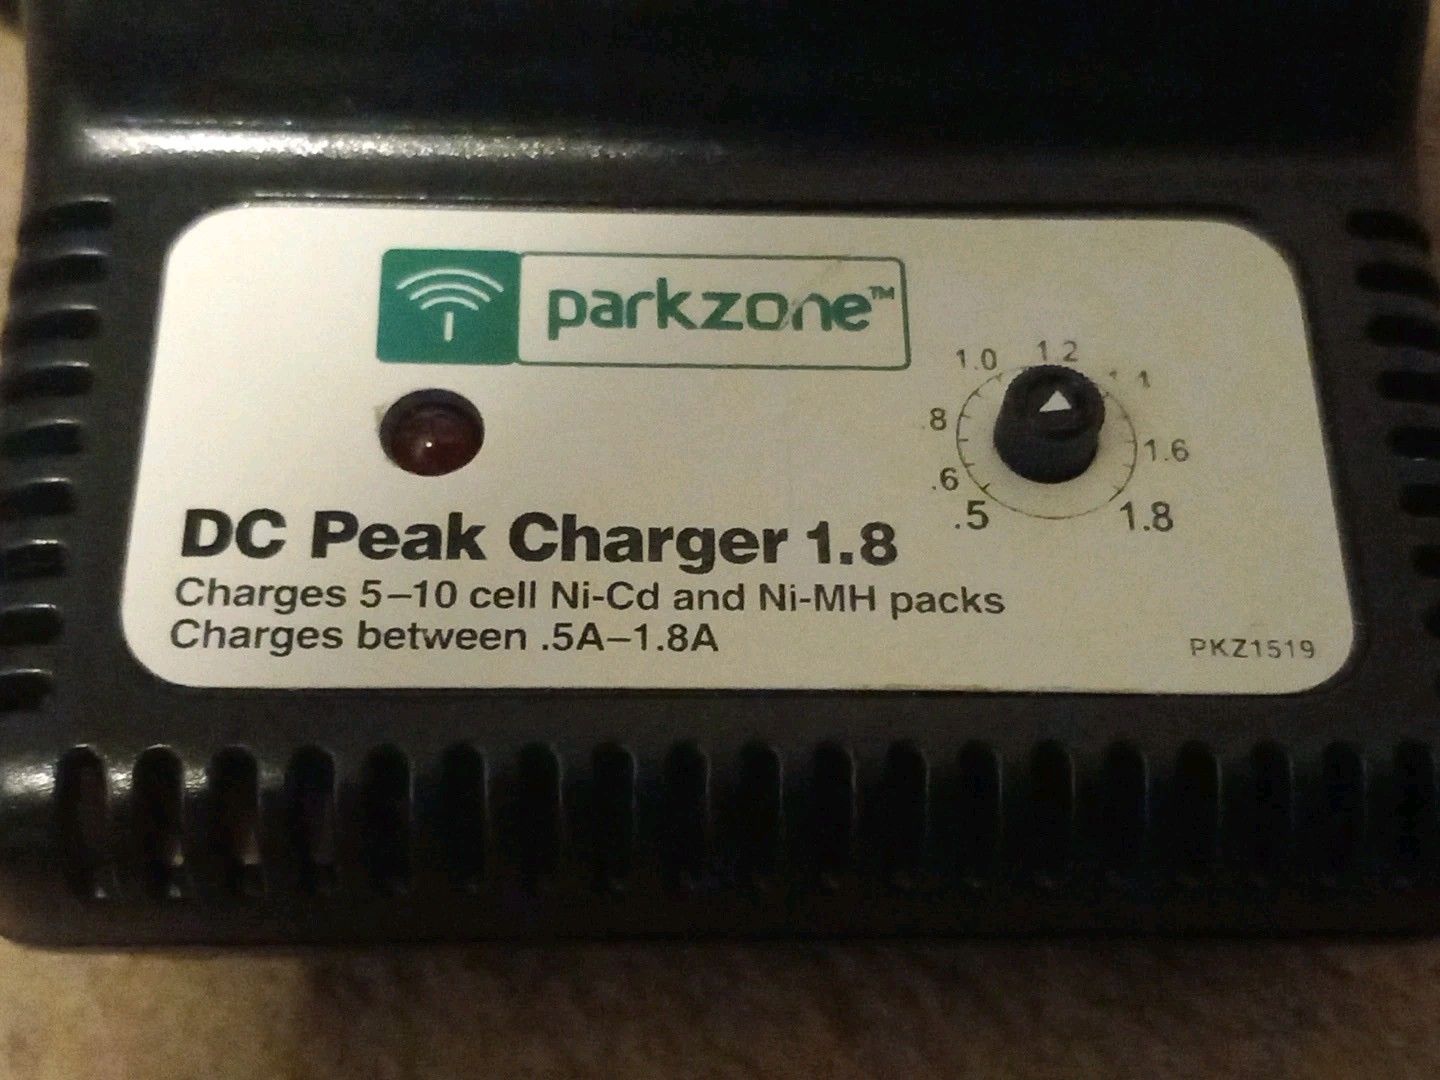 parkzone™
1.0 1.2
.8
1.6
.6
.5 1.8
DC Peak Charger 1.8
Charges 5–10 cell Ni-Cd and Ni-MH packs
Charges between .5A–1.8A
PKZ1519